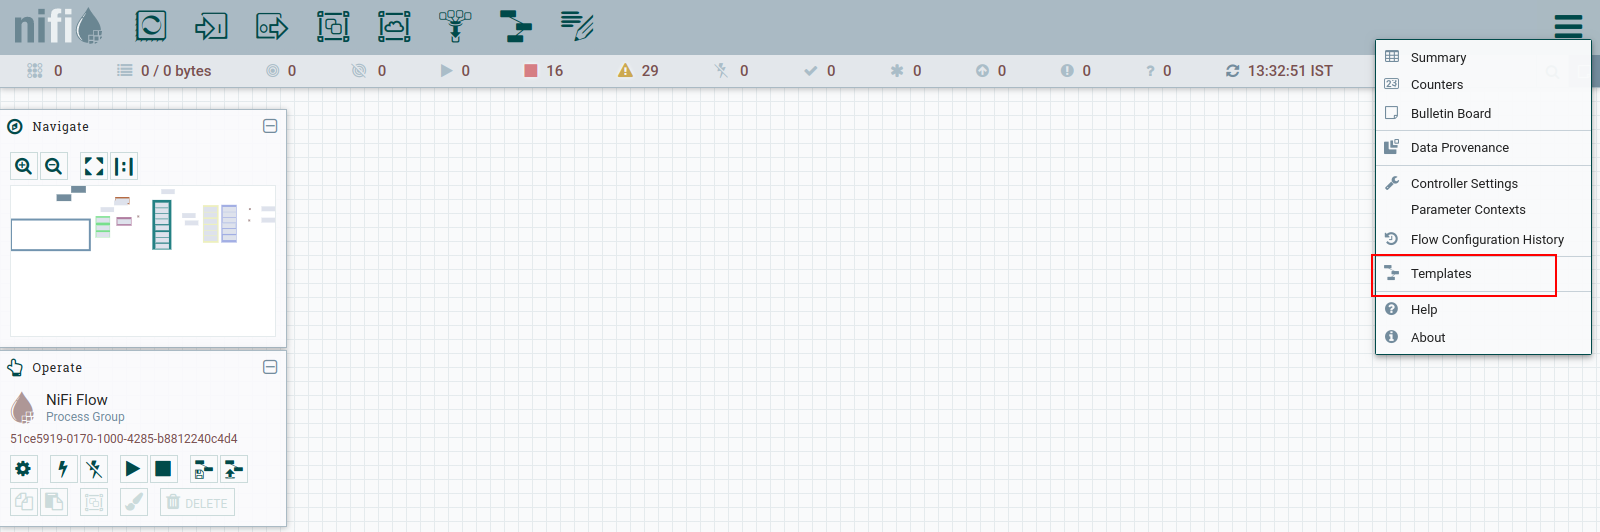 nifi
0
0 / 0 bytes
0
0
0
16
29
0
0
0
0
0
0
13:32:51 IST
Summary
Counters
Bulletin Board
Data Provenance
Controller Settings
Parameter Contexts
Flow Configuration History
Templates
Help
About
Navigate
Operate
NiFi Flow
Process Group
51ce5919-0170-1000-4285-b8812240c4d4
DELETE